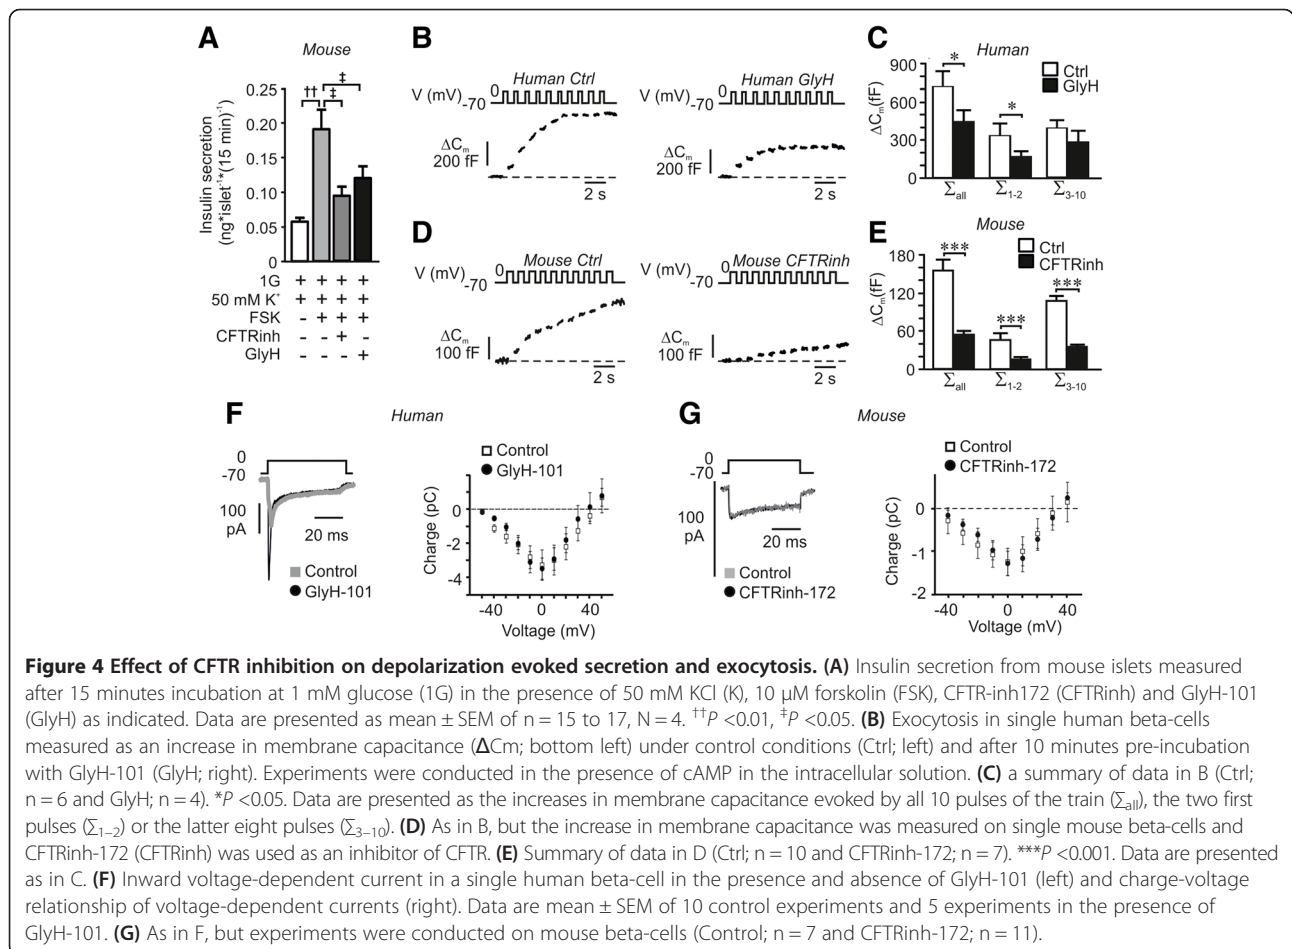 A
Mouse
Insulin secretion
(ng*islet⁻¹*(15 min)⁻¹
0.25
0.20
0.15
0.10
0.05
0
††
‡
‡
1G + + + +
50 mM K⁺ + + + +
FSK - + + +
CFTRinh - - + -
GlyH - - - +
B
Human Ctrl
V (mV)
0
-70
ΔCm
200 fF
2 s
Human GlyH
V (mV)
0
-70
ΔCm
200 fF
2 s
C
Human
ΔCm(fF)
900
600
300
0
Ctrl
GlyH
*
*
Σall
Σ1-2
Σ3-10
D
Mouse Ctrl
V (mV)
0
-70
ΔCm
100 fF
2 s
Mouse CFTRinh
V (mV)
0
-70
ΔCm
100 fF
2 s
E
Mouse
ΔCm(fF)
180
120
60
0
Ctrl
CFTRinh
***
***
***
Σall
Σ1-2
Σ3-10
F
Human
0
-70
100
pA
20 ms
Control
GlyH-101
Control
GlyH-101
Charge (pC)
0
-2
-4
-40
0
40
Voltage (mV)
G
Mouse
0
-70
100
pA
20 ms
Control
CFTRinh-172
Control
CFTRinh-172
Charge (pC)
0
-1
-2
-40
0
40
Voltage (mV)
Figure 4 Effect of CFTR inhibition on depolarization evoked secretion and exocytosis. (A) Insulin secretion from mouse islets measured
after 15 minutes incubation at 1 mM glucose (1G) in the presence of 50 mM KCl (K), 10 μM forskolin (FSK), CFTR-inh172 (CFTRinh) and GlyH-101
(GlyH) as indicated. Data are presented as mean ± SEM of n = 15 to 17, N = 4. ††P <0.01, ‡P <0.05. (B) Exocytosis in single human beta-cells
measured as an increase in membrane capacitance (ΔCm; bottom left) under control conditions (Ctrl; left) and after 10 minutes pre-incubation
with GlyH-101 (GlyH; right). Experiments were conducted in the presence of cAMP in the intracellular solution. (C) a summary of data in B (Ctrl;
n = 6 and GlyH; n = 4). *P <0.05. Data are presented as the increases in membrane capacitance evoked by all 10 pulses of the train (∑all), the two first
pulses (∑1–2) or the latter eight pulses (∑3–10). (D) As in B, but the increase in membrane capacitance was measured on single mouse beta-cells and
CFTRinh-172 (CFTRinh) was used as an inhibitor of CFTR. (E) Summary of data in D (Ctrl; n = 10 and CFTRinh-172; n = 7). ***P <0.001. Data are presented
as in C. (F) Inward voltage-dependent current in a single human beta-cell in the presence and absence of GlyH-101 (left) and charge-voltage
relationship of voltage-dependent currents (right). Data are mean ± SEM of 10 control experiments and 5 experiments in the presence of
GlyH-101. (G) As in F, but experiments were conducted on mouse beta-cells (Control; n = 7 and CFTRinh-172; n = 11).